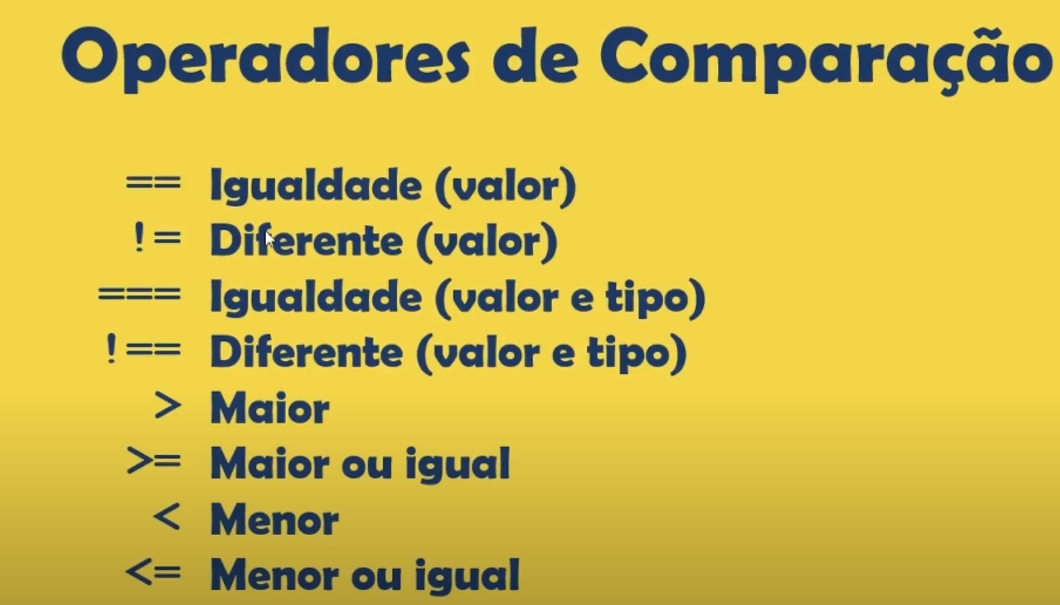 Operadores de Comparação
== Igualdade (valor)
!= Diferente (valor)
=== Igualdade (valor e tipo)
!== Diferente (valor e tipo)
> Maior
>= Maior ou igual
< Menor
<= Menor ou igual